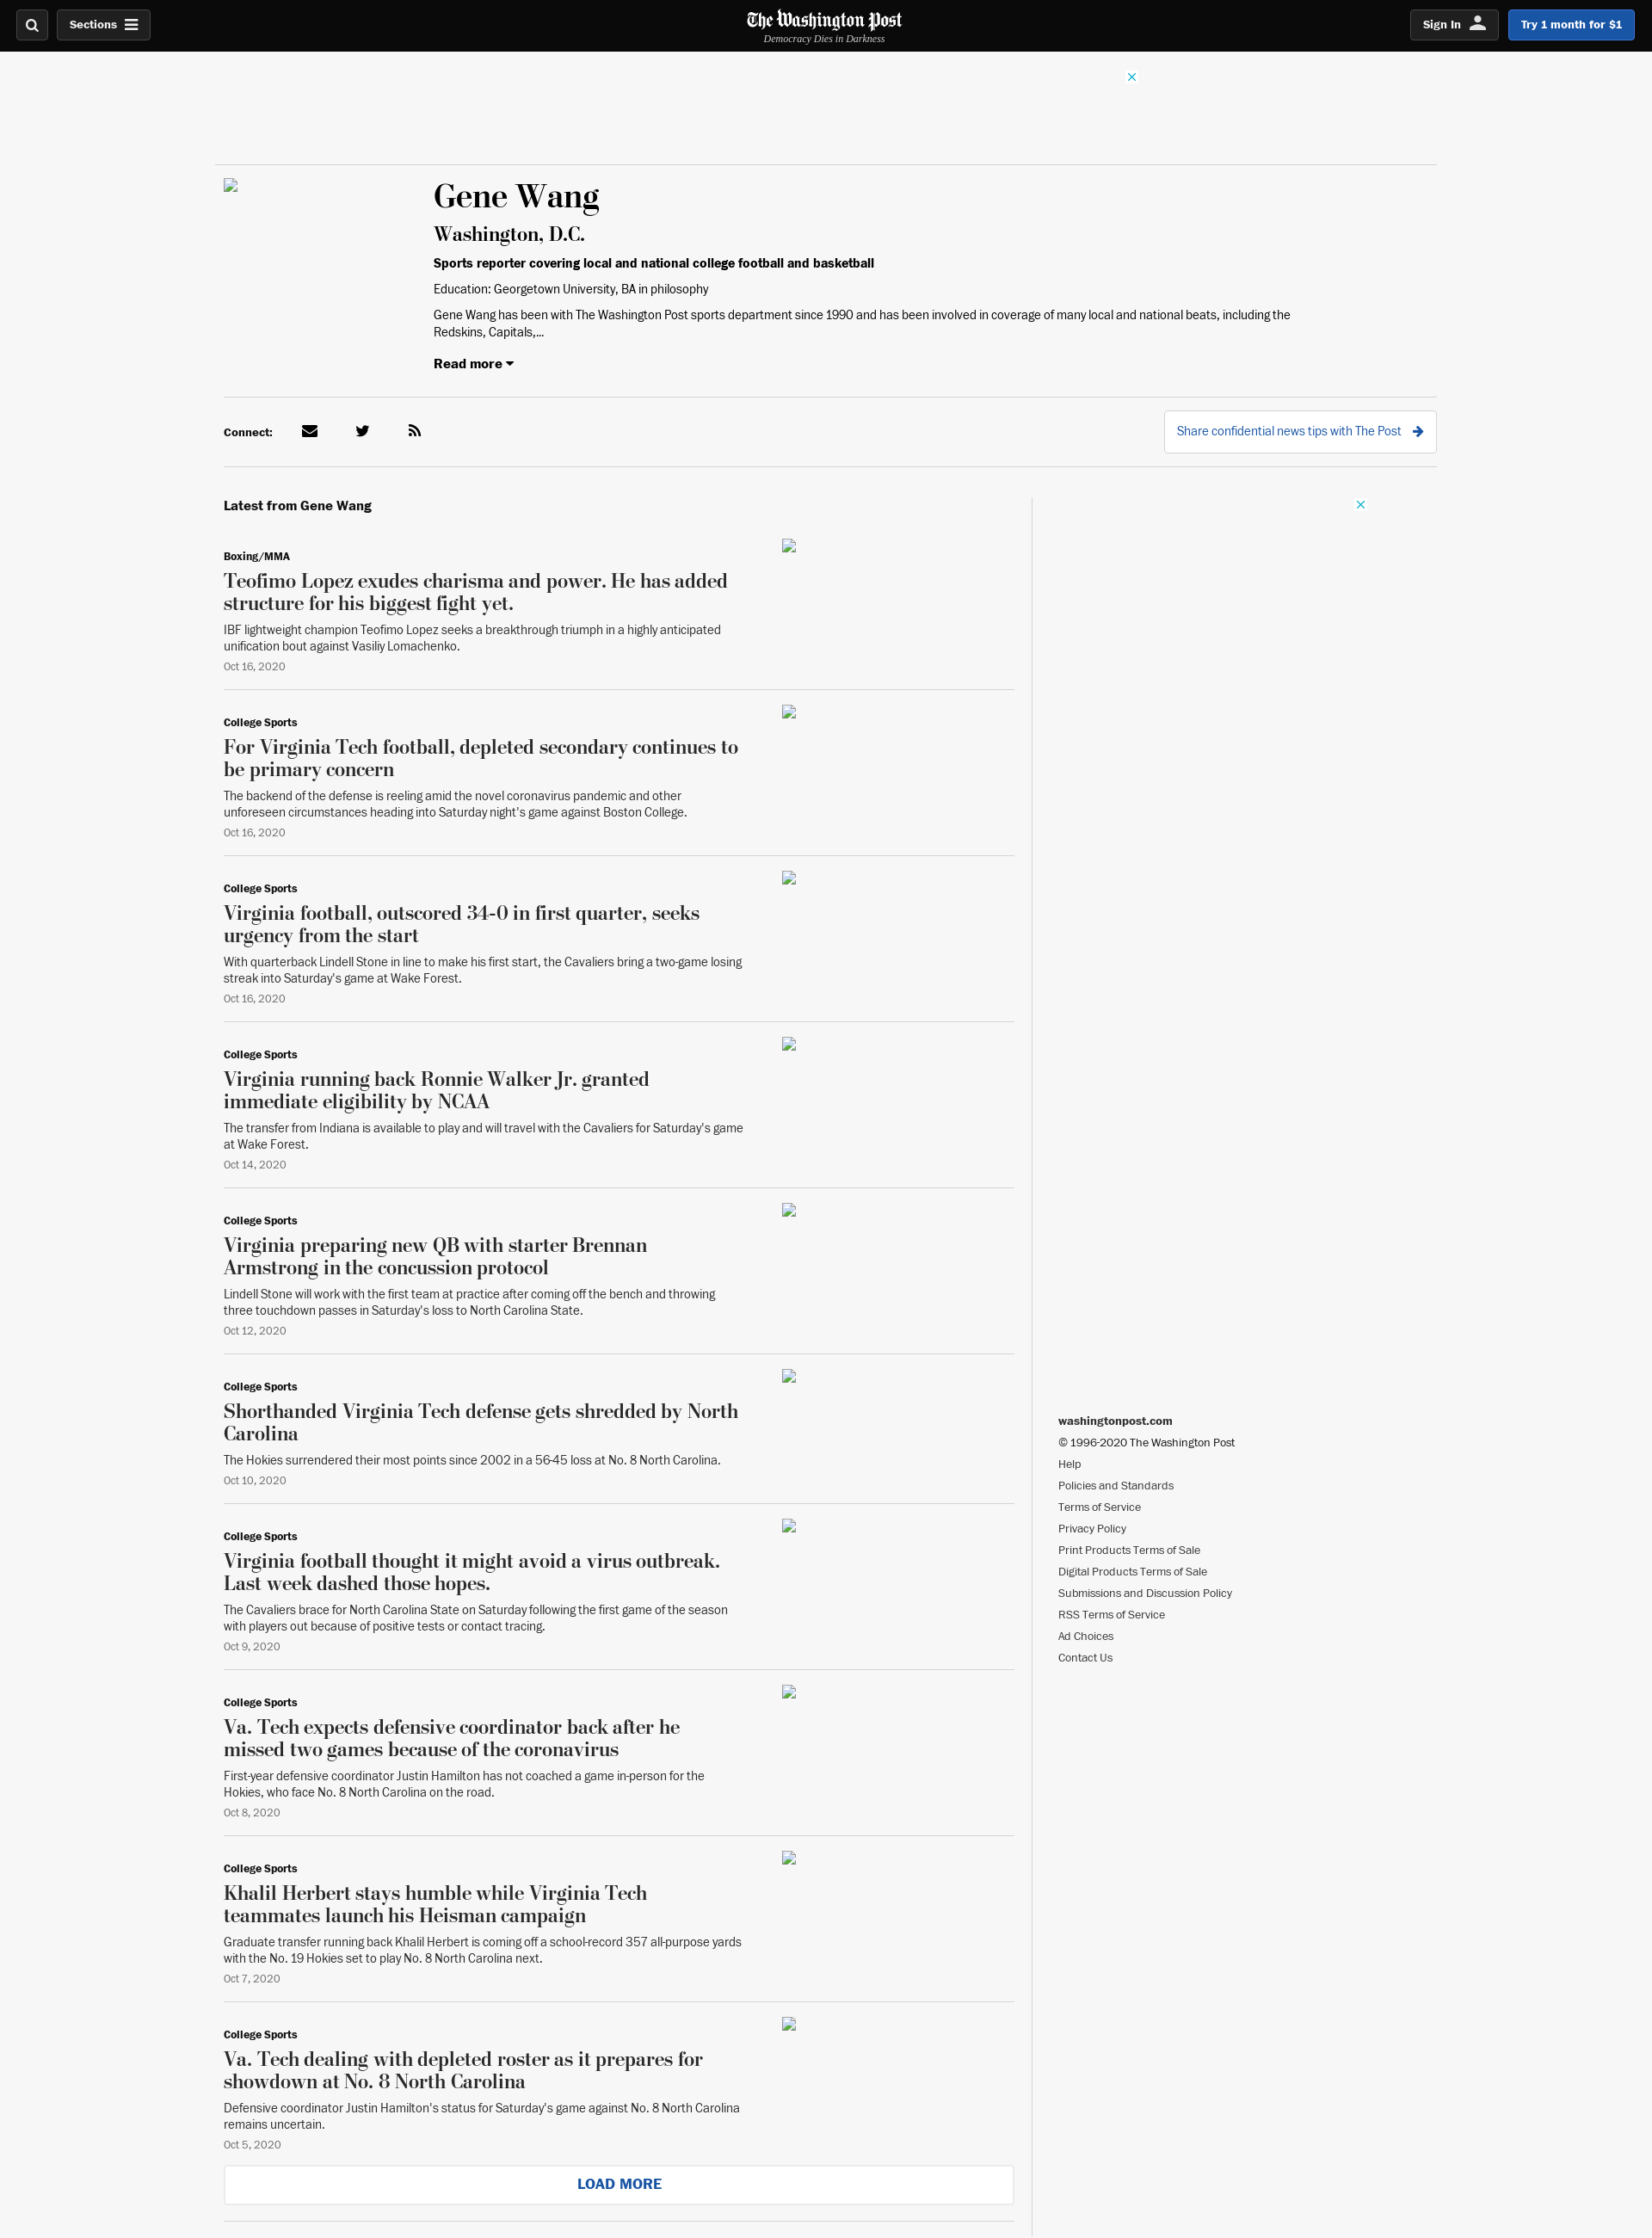 Sections
The Washington Post
Democracy Dies in Darkness
Sign In
Try 1 month for $1
Gene Wang
Washington, D.C.
Sports reporter covering local and national college football and basketball
Education: Georgetown University, BA in philosophy
Gene Wang has been with The Washington Post sports department since 1990 and has been involved in coverage of many local and national beats, including the
Redskins, Capitals,...
Read more
Connect:
Share confidential news tips with The Post
Latest from Gene Wang
Boxing/MMA
Teofimo Lopez exudes charisma and power. He has added
structure for his biggest fight yet.
IBF lightweight champion Teofimo Lopez seeks a breakthrough triumph in a highly anticipated
unification bout against Vasiliy Lomachenko.
Oct 16, 2020
College Sports
For Virginia Tech football, depleted secondary continues to
be primary concern
The backend of the defense is reeling amid the novel coronavirus pandemic and other
unforeseen circumstances heading into Saturday night's game against Boston College.
Oct 16, 2020
College Sports
Virginia football, outscored 34-0 in first quarter, seeks
urgency from the start
With quarterback Lindell Stone in line to make his first start, the Cavaliers bring a two-game losing
streak into Saturday's game at Wake Forest.
Oct 16, 2020
College Sports
Virginia running back Ronnie Walker Jr. granted
immediate eligibility by NCAA
The transfer from Indiana is available to play and will travel with the Cavaliers for Saturday's game
at Wake Forest.
Oct 14, 2020
College Sports
Virginia preparing new QB with starter Brennan
Armstrong in the concussion protocol
Lindell Stone will work with the first team at practice after coming off the bench and throwing
three touchdown passes in Saturday's loss to North Carolina State.
Oct 12, 2020
College Sports
Shorthanded Virginia Tech defense gets shredded by North
Carolina
The Hokies surrendered their most points since 2002 in a 56-45 loss at No. 8 North Carolina.
Oct 10, 2020
College Sports
Virginia football thought it might avoid a virus outbreak.
Last week dashed those hopes.
The Cavaliers brace for North Carolina State on Saturday following the first game of the season
with players out because of positive tests or contact tracing.
Oct 9, 2020
College Sports
Va. Tech expects defensive coordinator back after he
missed two games because of the coronavirus
First-year defensive coordinator Justin Hamilton has not coached a game in-person for the
Hokies, who face No. 8 North Carolina on the road.
Oct 8, 2020
College Sports
Khalil Herbert stays humble while Virginia Tech
teammates launch his Heisman campaign
Graduate transfer running back Khalil Herbert is coming off a school-record 357 all-purpose yards
with the No. 19 Hokies set to play No. 8 North Carolina next.
Oct 7, 2020
College Sports
Va. Tech dealing with depleted roster as it prepares for
showdown at No. 8 North Carolina
Defensive coordinator Justin Hamilton's status for Saturday's game against No. 8 North Carolina
remains uncertain.
Oct 5, 2020
LOAD MORE
washingtonpost.com
© 1996-2020 The Washington Post
Help
Policies and Standards
Terms of Service
Privacy Policy
Print Products Terms of Sale
Digital Products Terms of Sale
Submissions and Discussion Policy
RSS Terms of Service
Ad Choices
Contact Us